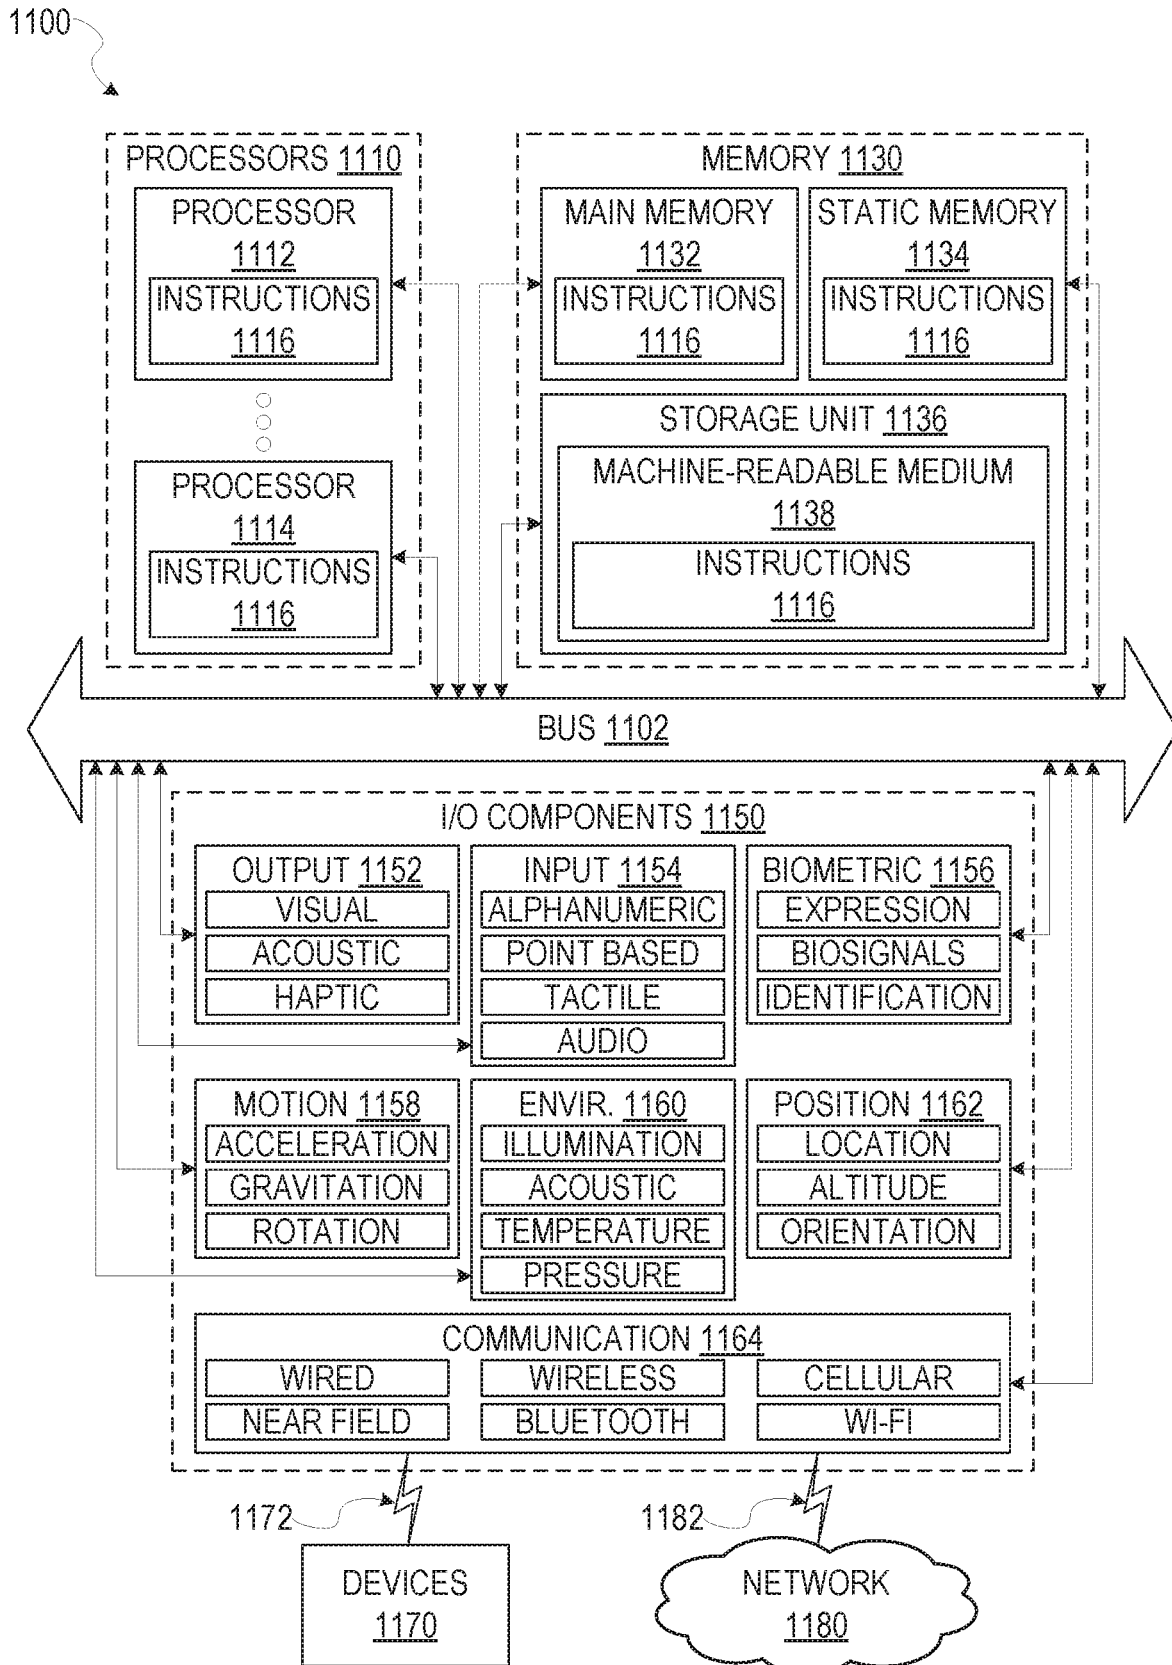 1100
PROCESSORS 1110
PROCESSOR
1112
INSTRUCTIONS
1116
PROCESSOR
1114
INSTRUCTIONS
1116
MEMORY 1130
MAIN MEMORY
1132
INSTRUCTIONS
1116
STATIC MEMORY
1134
INSTRUCTIONS
1116
STORAGE UNIT 1136
MACHINE-READABLE MEDIUM
1138
INSTRUCTIONS
1116
BUS 1102
I/O COMPONENTS 1150
OUTPUT 1152
VISUAL
ACOUSTIC
HAPTIC
INPUT 1154
ALPHANUMERIC
POINT BASED
TACTILE
AUDIO
BIOMETRIC 1156
EXPRESSION
BIOSIGNALS
IDENTIFICATION
MOTION 1158
ACCELERATION
GRAVITATION
ROTATION
ENVIR. 1160
ILLUMINATION
ACOUSTIC
TEMPERATURE
PRESSURE
POSITION 1162
LOCATION
ALTITUDE
ORIENTATION
COMMUNICATION 1164
WIRED
WIRELESS
CELLULAR
NEAR FIELD
BLUETOOTH
WI-FI
1172
1182
DEVICES
1170
NETWORK
1180